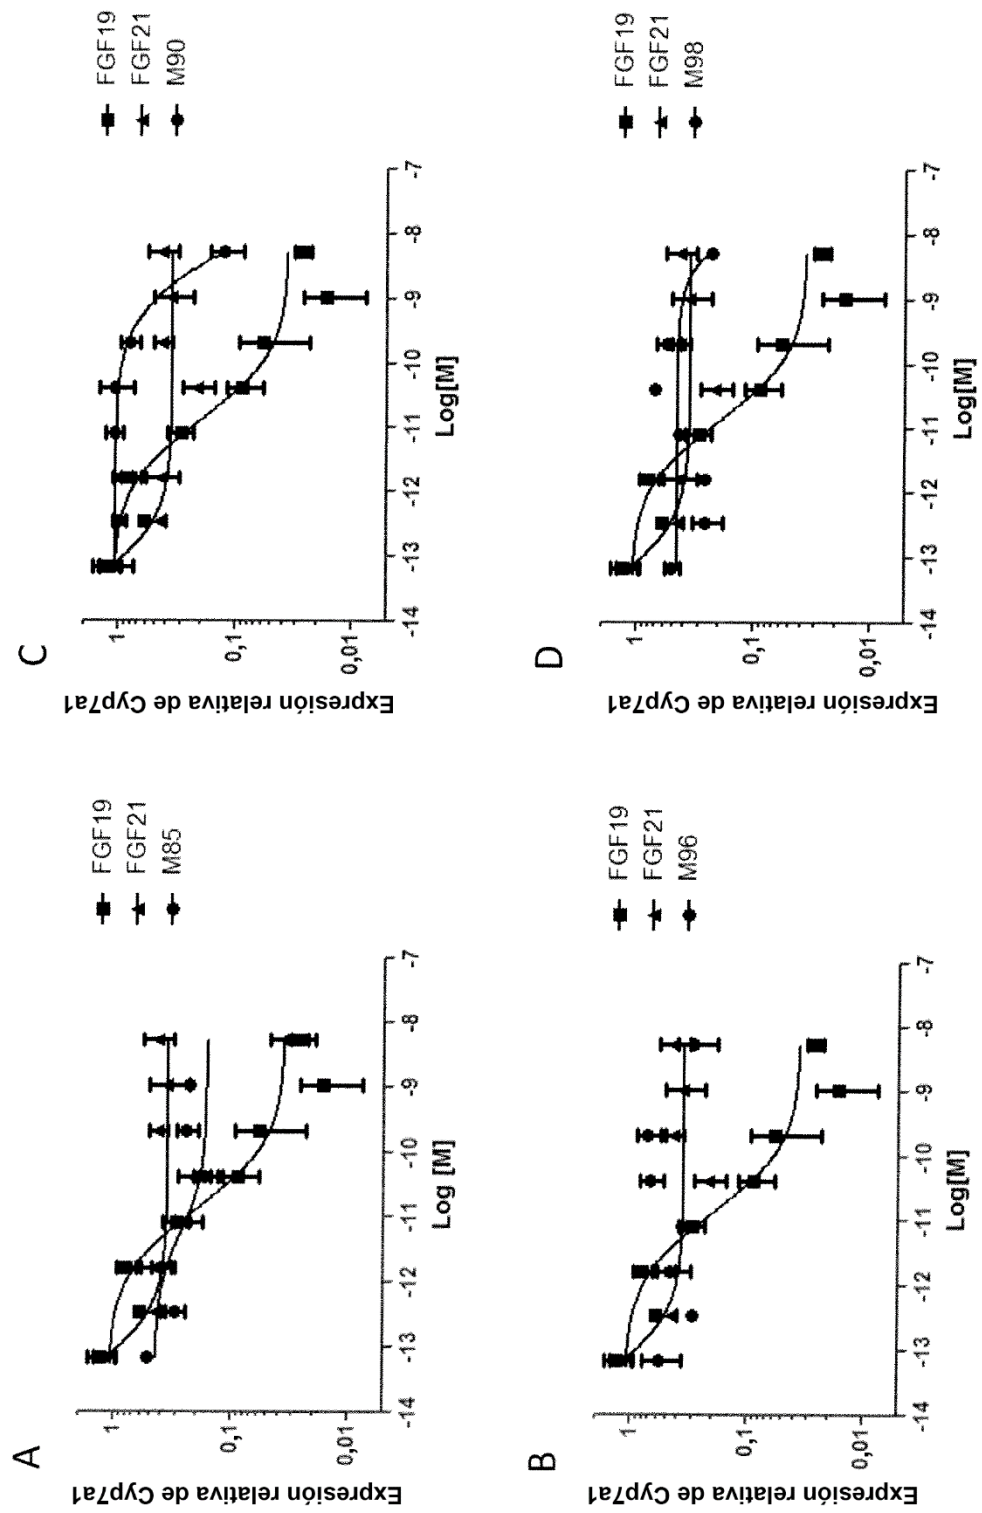 A
Expresión relativa de Cyp7a1
1
0,1
0,01
-14
-13
-12
-11
-10
-9
-8
-7
Log [M]
FGF19
FGF21
M85
C
Expresión relativa de Cyp7a1
1
0,1
0,01
-14
-13
-12
-11
-10
-9
-8
-7
Log[M]
FGF19
FGF21
M90
B
Expresión relativa de Cyp7a1
1
0,1
0,01
-14
-13
-12
-11
-10
-9
-8
-7
Log[M]
FGF19
FGF21
M96
D
Expresión relativa de Cyp7a1
1
0,1
0,01
-14
-13
-12
-11
-10
-9
-8
-7
Log[M]
FGF19
FGF21
M98